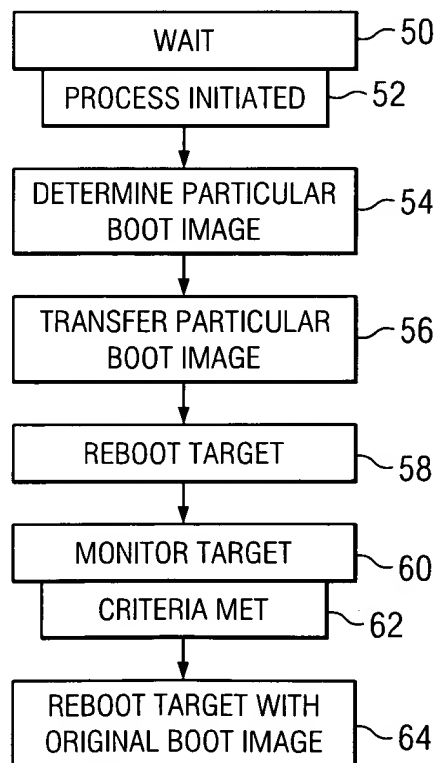 WAIT
50
PROCESS INITIATED
52
DETERMINE PARTICULAR
BOOT IMAGE
54
TRANSFER PARTICULAR
BOOT IMAGE
56
REBOOT TARGET
58
MONITOR TARGET
60
CRITERIA MET
62
REBOOT TARGET WITH
ORIGINAL BOOT IMAGE
64